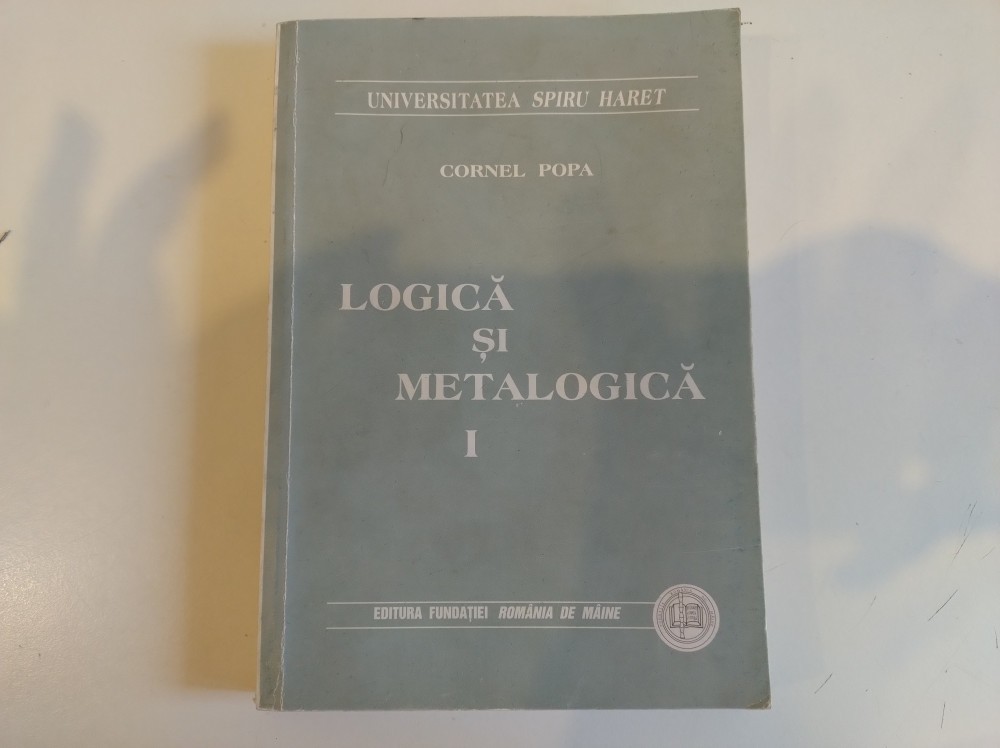 UNIVERSITATEA SPIRU HARET
CORNEL POPA
LOGICĂ
ȘI
METALOGICĂ
I
EDITURA FUNDAȚIEI ROMÂNIA DE MÂINE